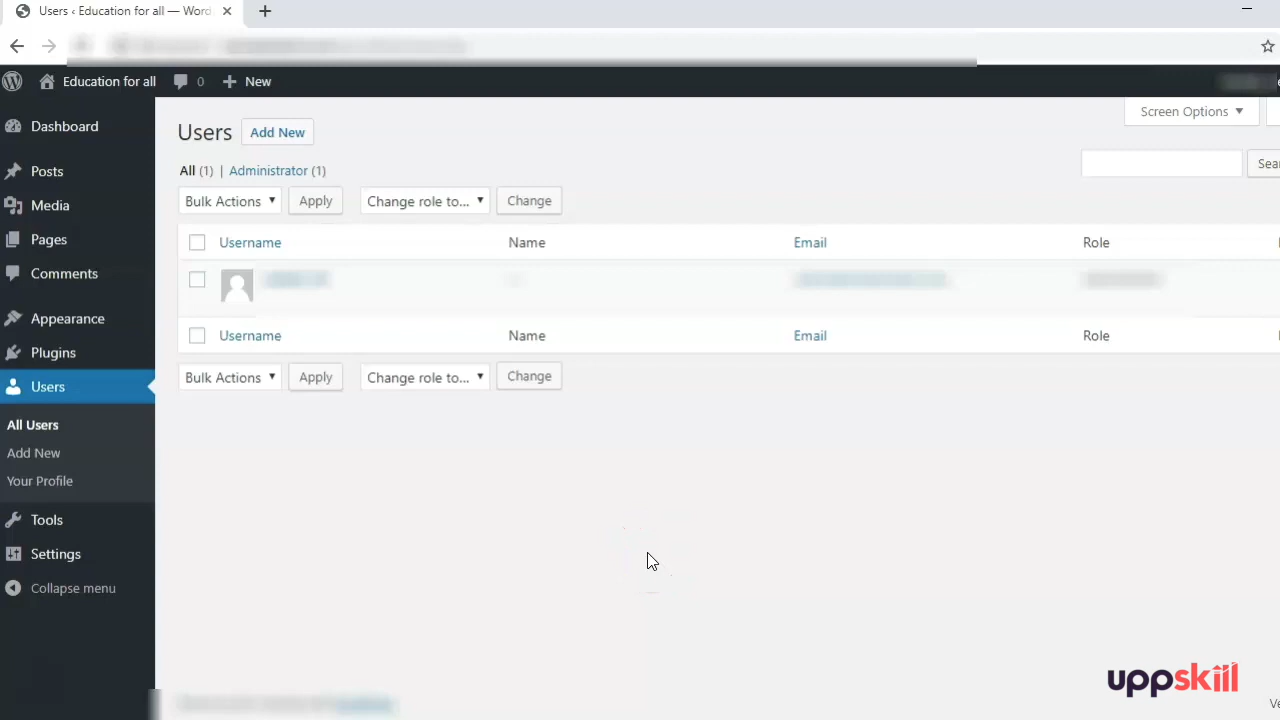 Users ‹ Education for all — Word
Education for all 0 New
Dashboard
Posts
Media
Pages
Comments
Appearance
Plugins
Users
All Users
Add New
Your Profile
Tools
Settings
Collapse menu
Screen Options
Users Add New
All (1) | Administrator (1)
Sea
Bulk Actions Apply Change role to... Change
Username Name Email Role
Username Name Email Role
Bulk Actions Apply Change role to... Change
uppskill
Ve